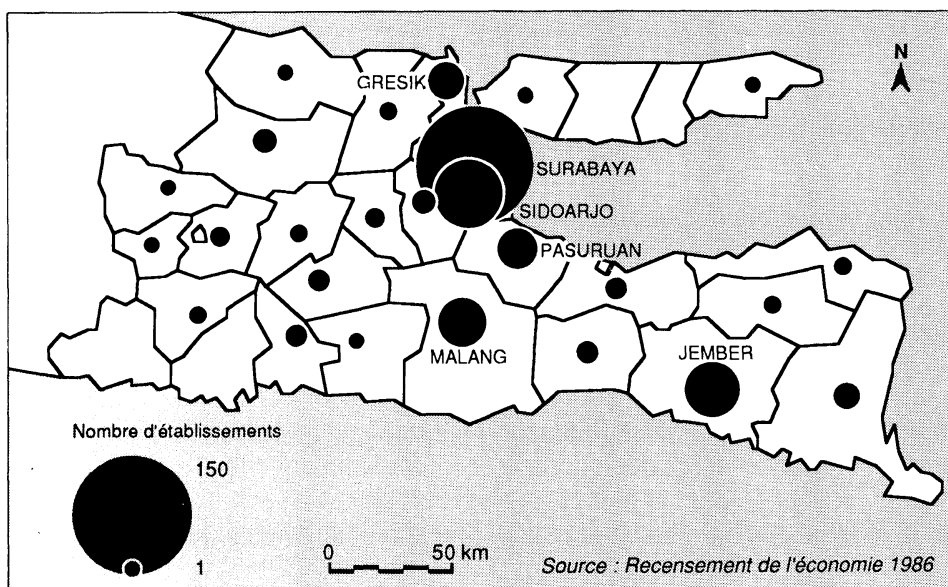 N
GRESIK
SURABAYA
SIDOARJO
PASURUAN
MALANG
JEMBER
Nombre d'établissements
150
1
0 50 km
Source : Recensement de l'économie 1986